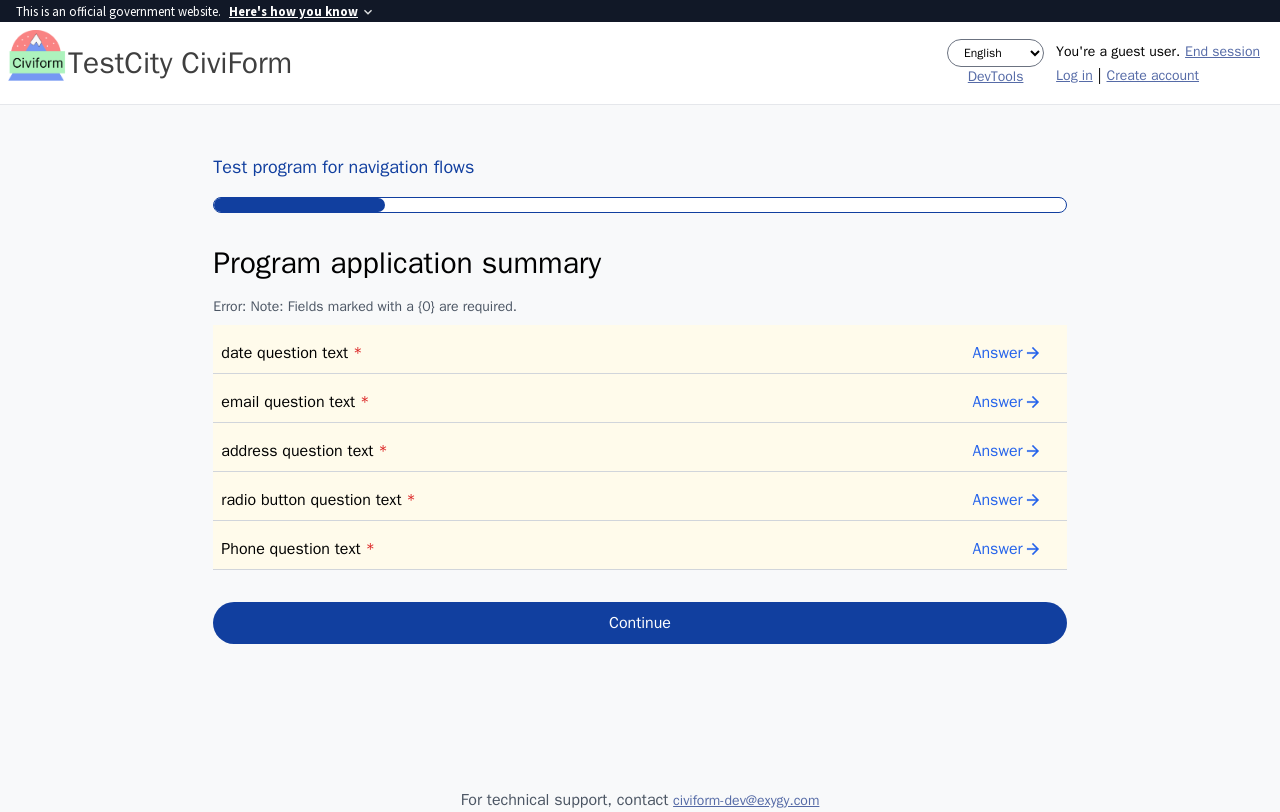 This is an official government website. Here's how you know
Civiform
TestCity CiviForm
English
DevTools
You're a guest user. End session
Log in | Create account
Test program for navigation flows
Program application summary
Error: Note: Fields marked with a {0} are required.
date question text * Answer
email question text * Answer
address question text * Answer
radio button question text * Answer
Phone question text * Answer
Continue
For technical support, contact civiform-dev@exygy.com